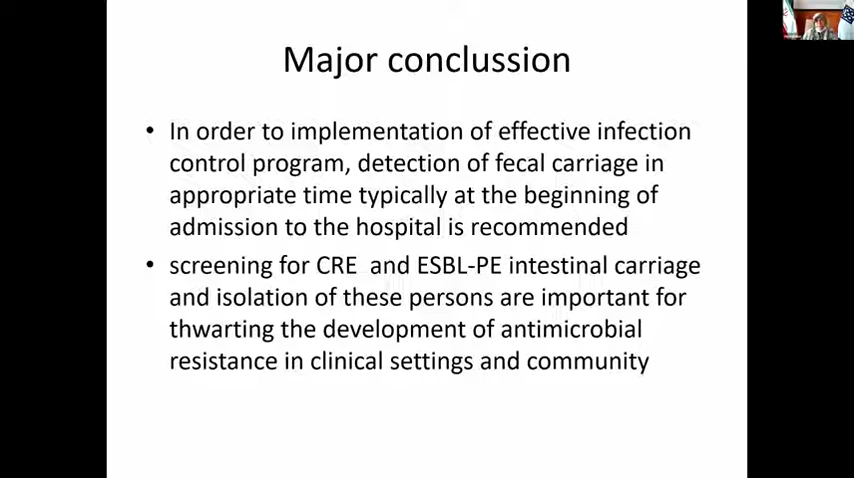 Major conclussion
• In order to implementation of effective infection
control program, detection of fecal carriage in
appropriate time typically at the beginning of
admission to the hospital is recommended
• screening for CRE  and ESBL-PE intestinal carriage
and isolation of these persons are important for
thwarting the development of antimicrobial
resistance in clinical settings and community